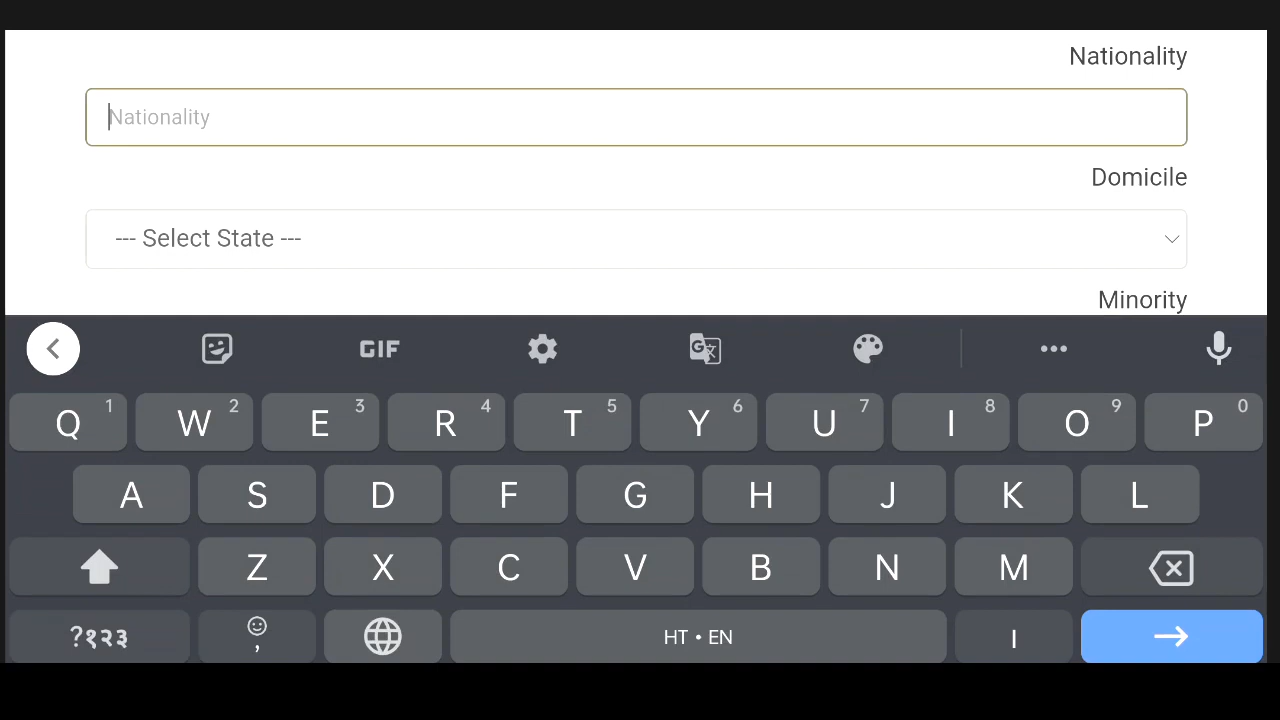 Nationality
Nationality
Domicile
--- Select State ---
Minority
GIF
G
Q 1 W 2 E 3 R 4 T 5 Y 6 U 7 I 8 O 9 P 0
A S D F G H J K L
Z X C V B N M
?१२३ , HT • EN |